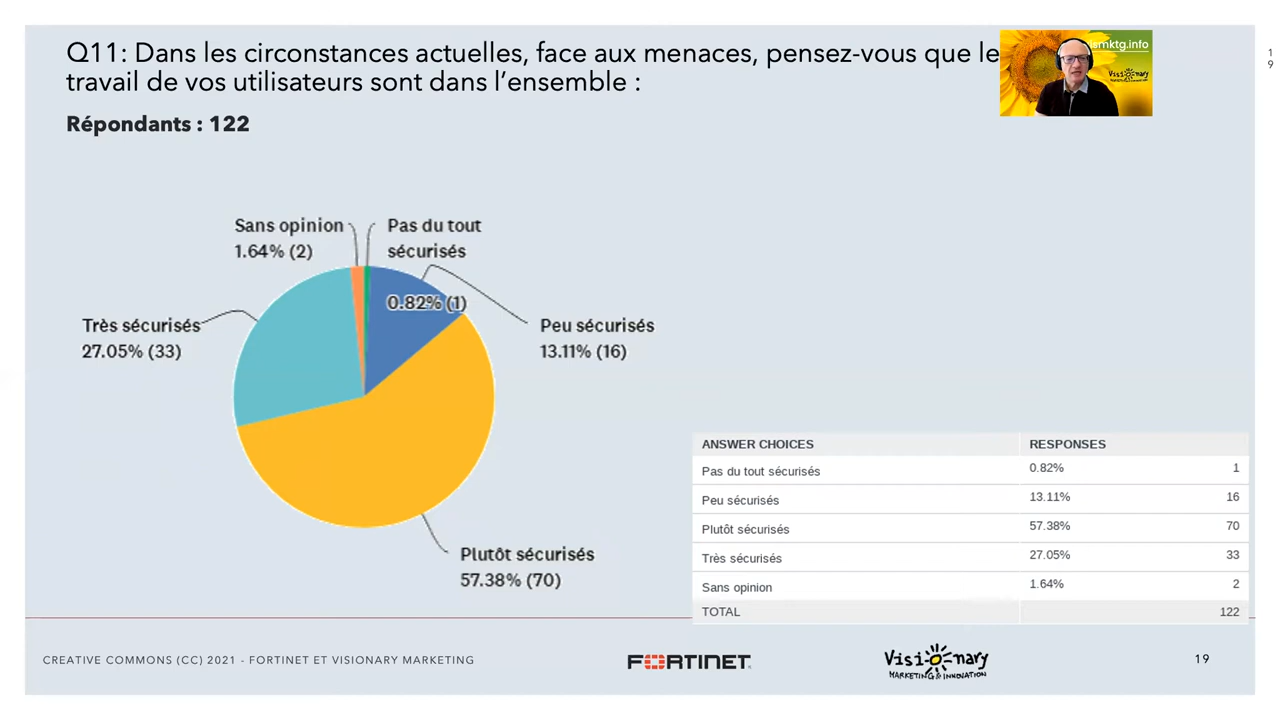 Q11: Dans les circonstances actuelles, face aux menaces, pensez-vous que le
travail de vos utilisateurs sont dans l’ensemble :
Répondants : 122
smktg.info
Visionary
1
9
Sans opinion
1.64% (2)
Pas du tout
sécurisés
0.82% (1)
Très sécurisés
27.05% (33)
Peu sécurisés
13.11% (16)
Plutôt sécurisés
57.38% (70)
ANSWER CHOICES RESPONSES
Pas du tout sécurisés 0.82% 1
Peu sécurisés 13.11% 16
Plutôt sécurisés 57.38% 70
Très sécurisés 27.05% 33
Sans opinion 1.64% 2
TOTAL 122
CREATIVE COMMONS (CC) 2021 - FORTINET ET VISIONARY MARKETING
FORTINET
Visionary
MARKETING & INNOVATION
19